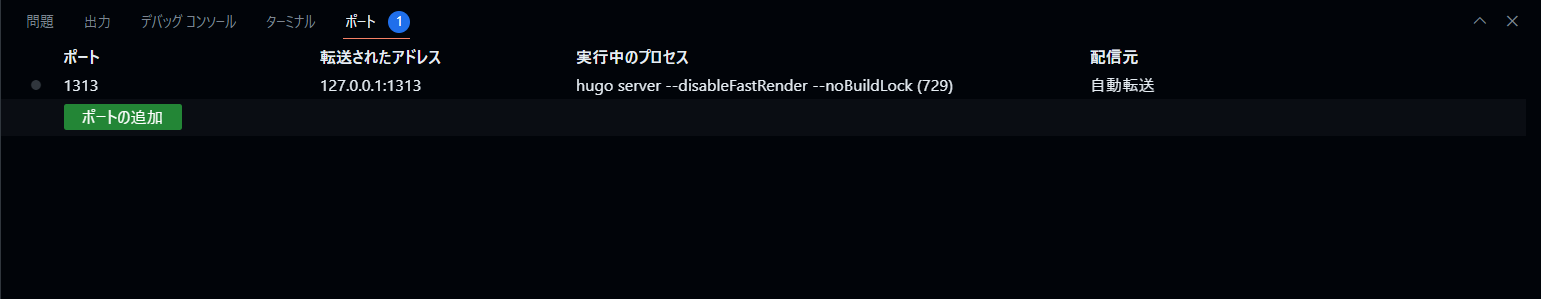 問題 出力 デバッグ コンソール ターミナル ポート 1
ポート 転送されたアドレス 実行中のプロセス 配信元
1313 127.0.0.1:1313 hugo server --disableFastRender --noBuildLock (729) 自動転送
ポートの追加